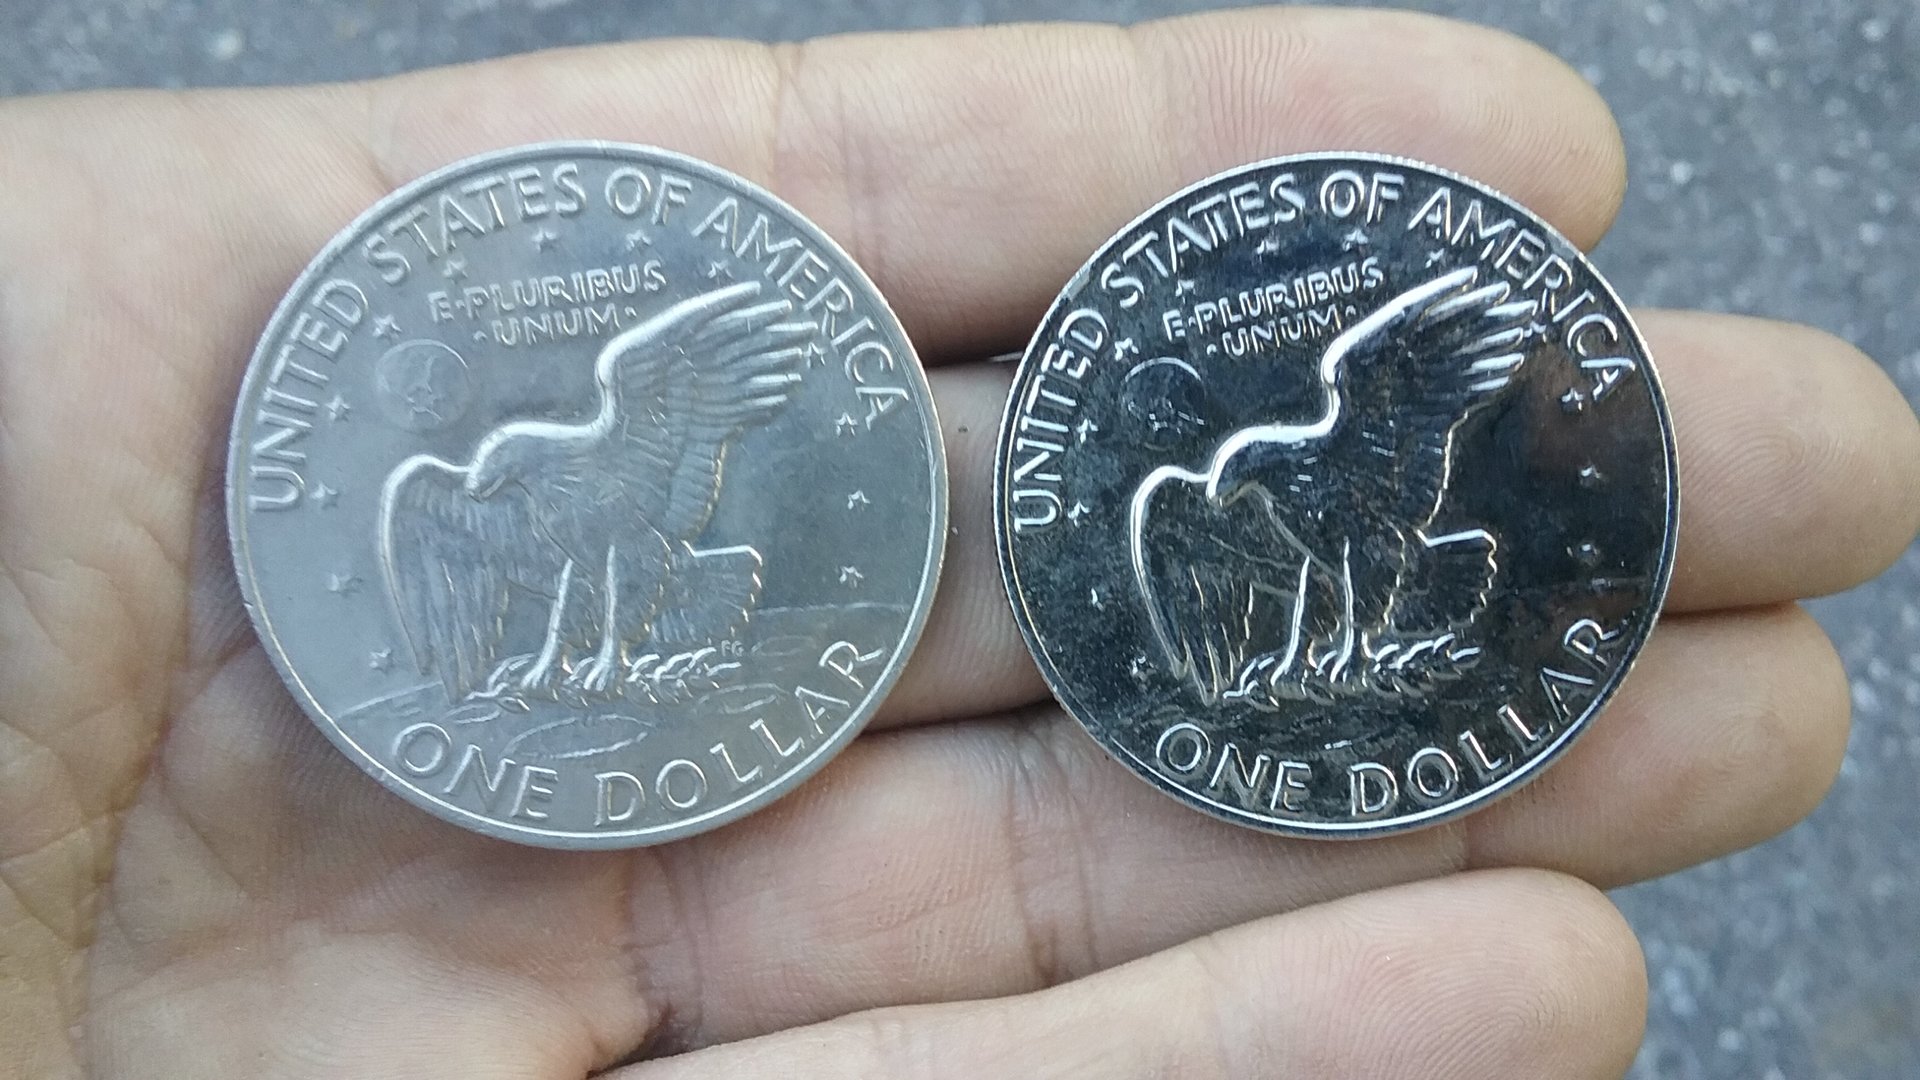 UNITED STATES OF AMERICA
E·PLURIBUS
·UNUM·
FG
ONE DOLLAR
UNITED STATES OF AMERICA
E·PLURIBUS
·UNUM·
ONE DOLLAR